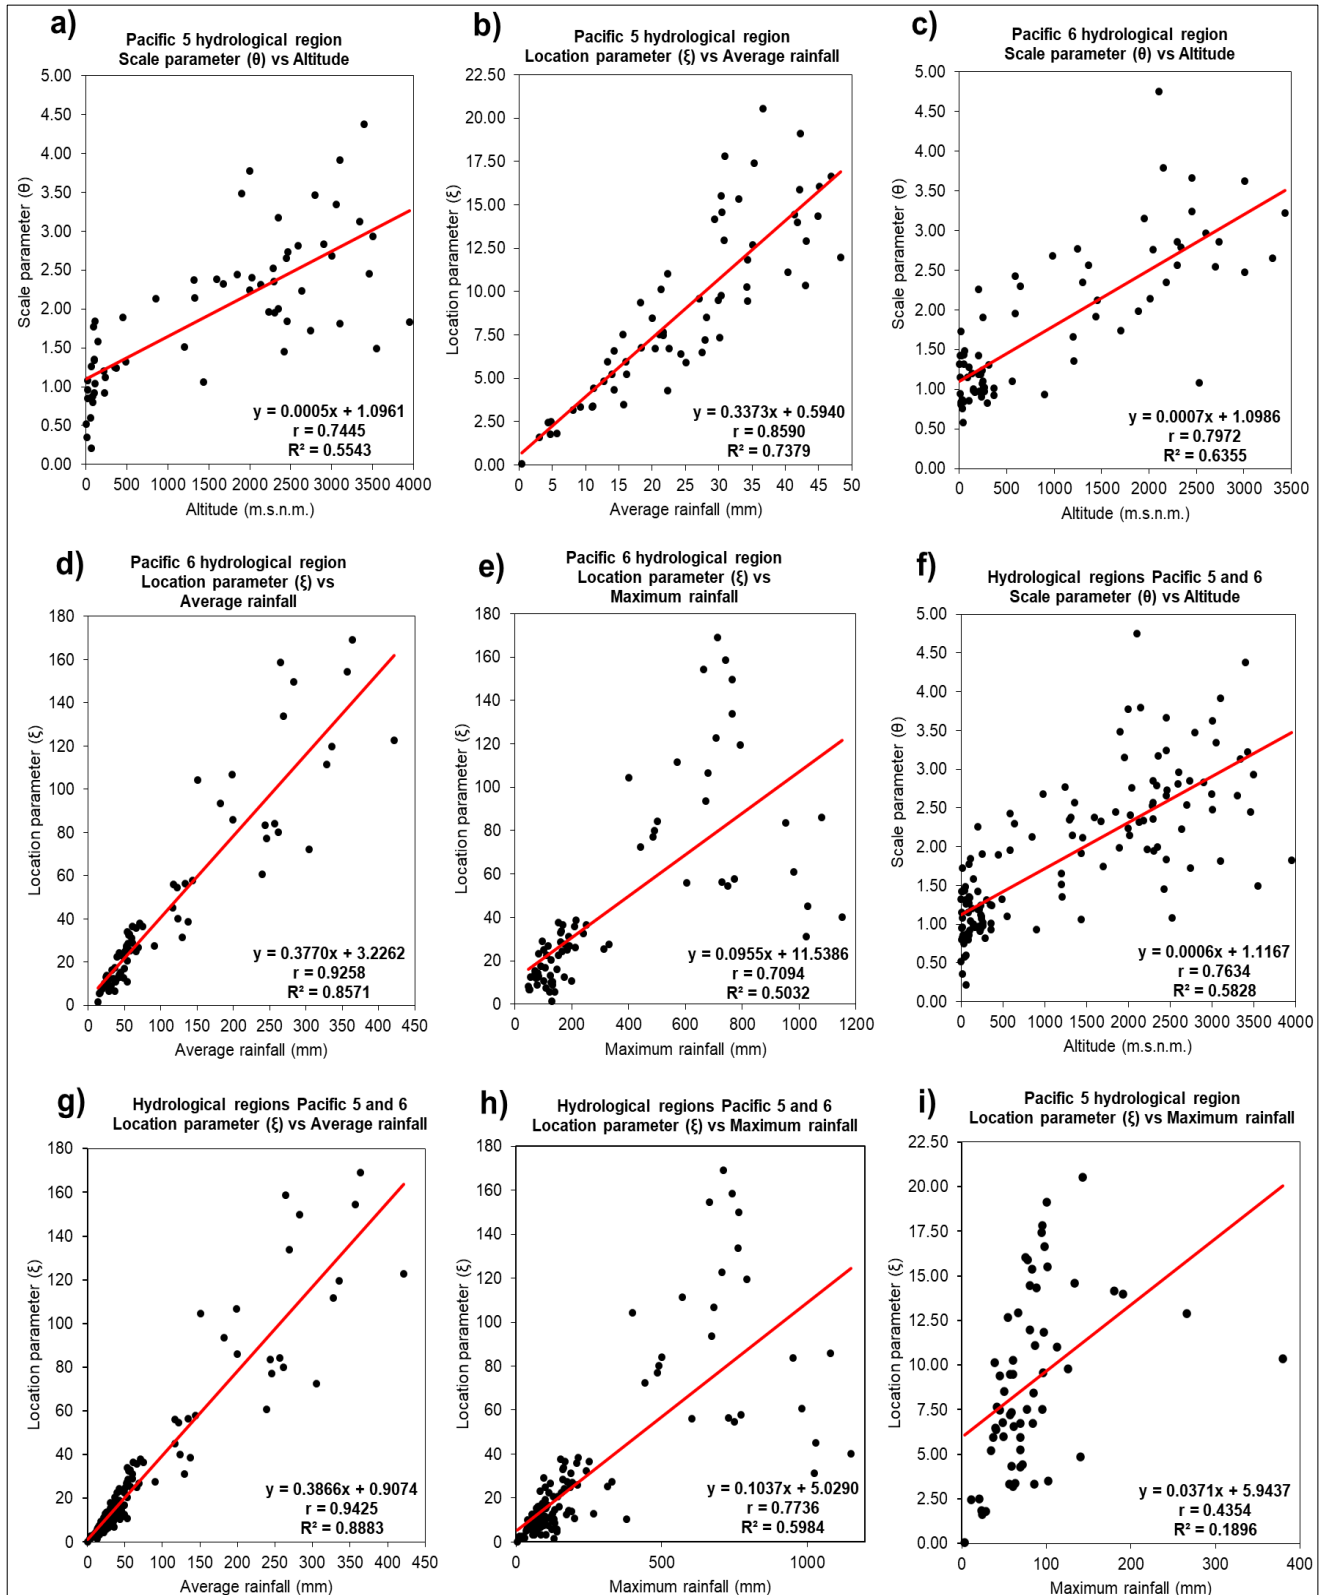 a)
Pacific 5 hydrological region
Scale parameter (θ) vs Altitude
5.00
4.50
4.00
3.50
3.00
2.50
2.00
1.50
1.00
0.50
0.00
Scale parameter (θ)
y = 0.0005x + 1.0961
r = 0.7445
R² = 0.5543
0 500 1000 1500 2000 2500 3000 3500 4000
Altitude (m.s.n.m.)
b)
Pacific 5 hydrological region
Location parameter (ξ) vs Average rainfall
22.50
20.00
17.50
15.00
12.50
10.00
7.50
5.00
2.50
0.00
Location parameter (ξ)
y = 0.3373x + 0.5940
r = 0.8590
R² = 0.7379
0 5 10 15 20 25 30 35 40 45 50
Average rainfall (mm)
c)
Pacific 6 hydrological region
Scale parameter (θ) vs Altitude
5.00
4.50
4.00
3.50
3.00
2.50
2.00
1.50
1.00
0.50
0.00
Scale parameter (θ)
y = 0.0007x + 1.0986
r = 0.7972
R² = 0.6355
0 500 1000 1500 2000 2500 3000 3500
Altitude (m.s.n.m.)
d)
Pacific 6 hydrological region
Location parameter (ξ) vs
Average rainfall
180
160
140
120
100
80
60
40
20
0
Location parameter (ξ)
y = 0.3770x + 3.2262
r = 0.9258
R² = 0.8571
0 50 100 150 200 250 300 350 400 450
Average rainfall (mm)
e)
Pacific 6 hydrological region
Location parameter (ξ) vs
Maximum rainfall
180
160
140
120
100
80
60
40
20
0
Location parameter (ξ)
y = 0.0955x + 11.5386
r = 0.7094
R² = 0.5032
0 200 400 600 800 1000 1200
Maximum rainfall (mm)
f)
Hydrological regions Pacific 5 and 6
Scale parameter (θ) vs Altitude
5.00
4.50
4.00
3.50
3.00
2.50
2.00
1.50
1.00
0.50
0.00
Scale parameter (θ)
y = 0.0006x + 1.1167
r = 0.7634
R² = 0.5828
0 500 1000 1500 2000 2500 3000 3500 4000
Altitude (m.s.n.m.)
g)
Hydrological regions Pacific 5 and 6
Location parameter (ξ) vs Average rainfall
180
160
140
120
100
80
60
40
20
0
Location parameter (ξ)
y = 0.3866x + 0.9074
r = 0.9425
R² = 0.8883
0 50 100 150 200 250 300 350 400 450
Average rainfall (mm)
h)
Hydrological regions Pacific 5 and 6
Location parameter (ξ) vs Maximum rainfall
180
160
140
120
100
80
60
40
20
0
Location parameter (ξ)
y = 0.1037x + 5.0290
r = 0.7736
R² = 0.5984
0 500 1000
Maximum rainfall (mm)
i)
Pacific 5 hydrological region
Location parameter (ξ) vs Maximum rainfall
22.50
20.00
17.50
15.00
12.50
10.00
7.50
5.00
2.50
0.00
Location parameter (ξ)
y = 0.0371x + 5.9437
r = 0.4354
R² = 0.1896
0 100 200 300 400
Maximum rainfall (mm)